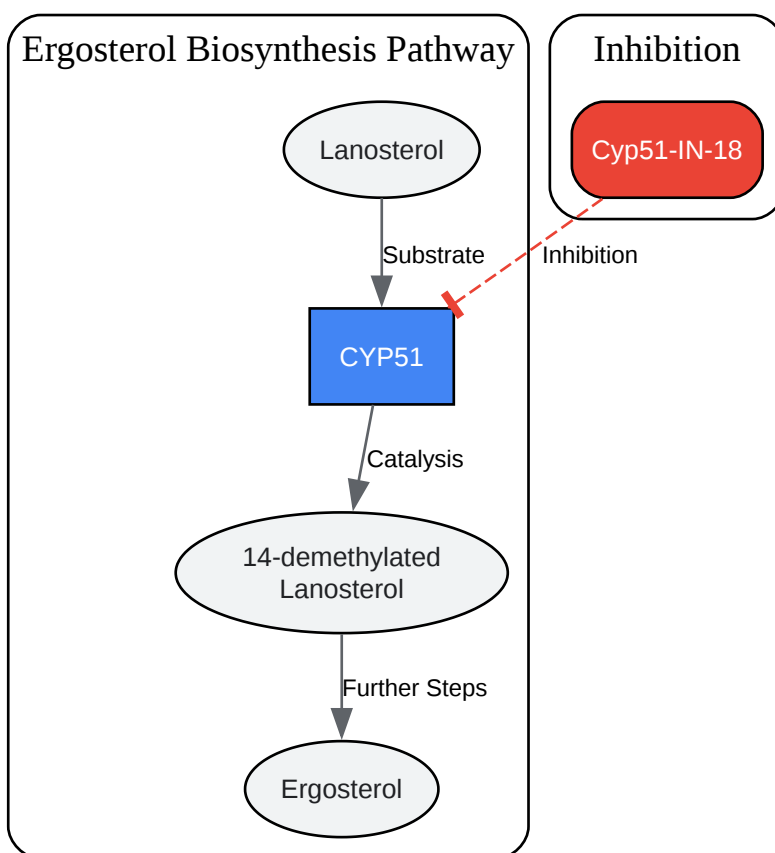 Ergosterol Biosynthesis Pathway
Inhibition
Lanosterol
Cyp51-IN-18
Substrate
Inhibition
CYP51
Catalysis
14-demethylated
Lanosterol
Further Steps
Ergosterol